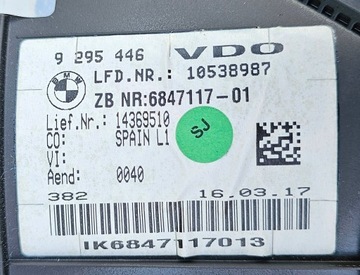 9 295 446 VDO
BMW
LFD.NR.: 10538987
ZB NR:6847117-01
Lief.Nr.: 14369510
CO: SPAIN L1
VI:
Aend: 0040
SJ
382 16.03.17
IK6847117013